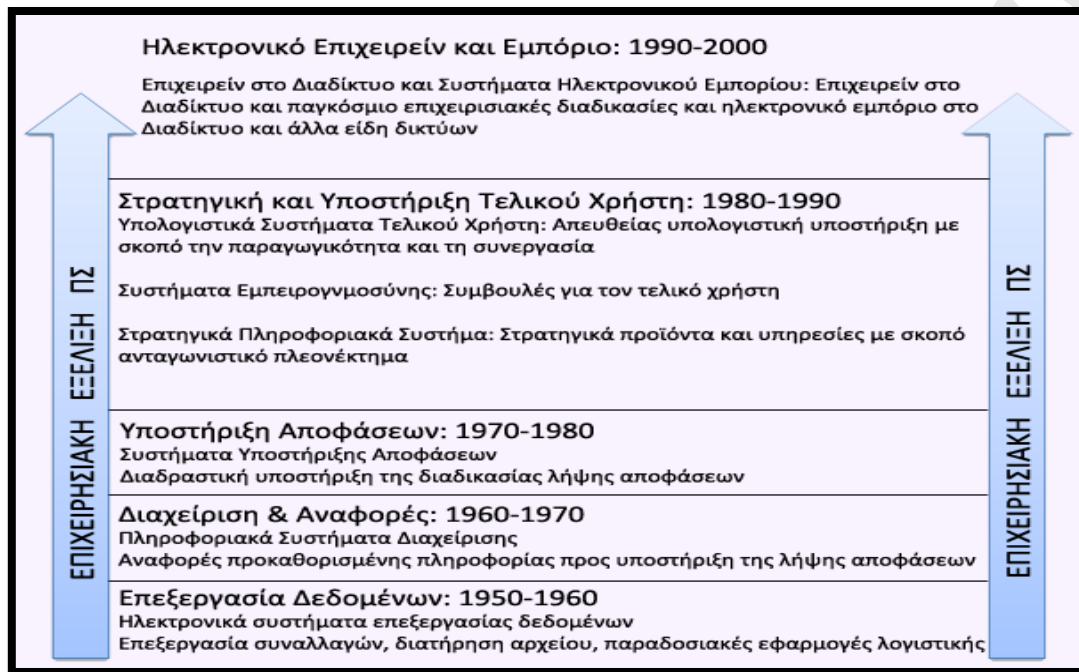 Ηλεκτρονικό Επιχειρείν και Εμπόριο: 1990-2000
Επιχειρείν στο Διαδίκτυο και Συστήματα Ηλεκτρονικού Εμπορίου: Επιχειρείν στο
Διαδίκτυο και παγκόσμιο επιχειρισιακές διαδικασίες και ηλεκτρονικό εμπόριο στο
Διαδίκτυο και άλλα είδη δικτύων
Στρατηγική και Υποστήριξη Τελικού Χρήστη: 1980-1990
Υπολογιστικά Συστήματα Τελικού Χρήστη: Απευθείας υπολογιστική υποστήριξη με
σκοπό την παραγωγικότητα και τη συνεργασία
Συστήματα Εμπειρογνμοσύνης: Συμβουλές για τον τελικό χρήστη
Στρατηγικά Πληροφοριακά Συστήμα: Στρατηγικά προϊόντα και υπηρεσίες με σκοπό
ανταγωνιστικό πλεονέκτημα
Υποστήριξη Αποφάσεων: 1970-1980
Συστήματα Υποστήριξης Αποφάσεων
Διαδραστική υποστήριξη της διαδικασίας λήψης αποφάσεων
Διαχείριση & Αναφορές: 1960-1970
Πληροφοριακά Συστήματα Διαχείρισης
Αναφορές προκαθορισμένης πληροφορίας προς υποστήριξη της λήψης αποφάσεων
Επεξεργασία Δεδομένων: 1950-1960
Ηλεκτρονικά συστήματα επεξεργασίας δεδομένων
Επεξεργασία συναλλαγών, διατήρηση αρχείου, παραδοσιακές εφαρμογές λογιστικής
ΕΠΙΧΕΙΡΗΣΙΑΚΗ ΕΞΕΛΙΞΗ ΠΣ
ΕΠΙΧΕΙΡΗΣΙΑΚΗ ΕΞΕΛΙΞΗ ΠΣ